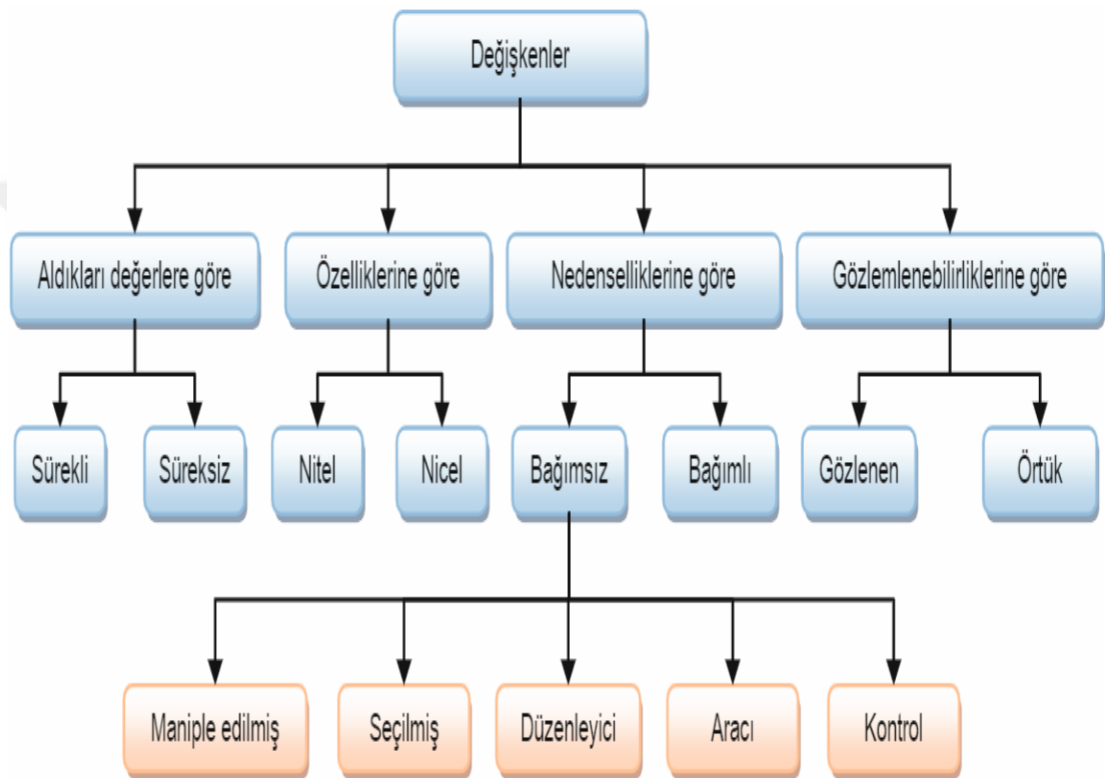 Değişkenler
Aldıkları değerlere göre
Özelliklerine göre
Nedenselliklerine göre
Gözlemlenebilirliklerine göre
Sürekli
Süreksiz
Nitel
Nicel
Bağımsız
Bağımlı
Gözlenen
Örtük
Maniple edilmiş
Seçilmiş
Düzenleyici
Aracı
Kontrol